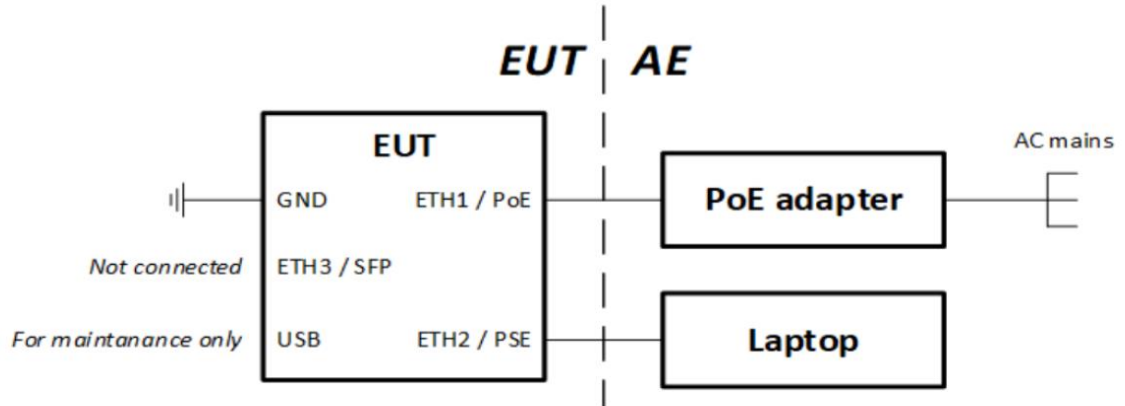 EUT AE
EUT
AC mains
GND ETH1 / PoE
PoE adapter
Not connected ETH3 / SFP
For maintanance only USB ETH2 / PSE
Laptop